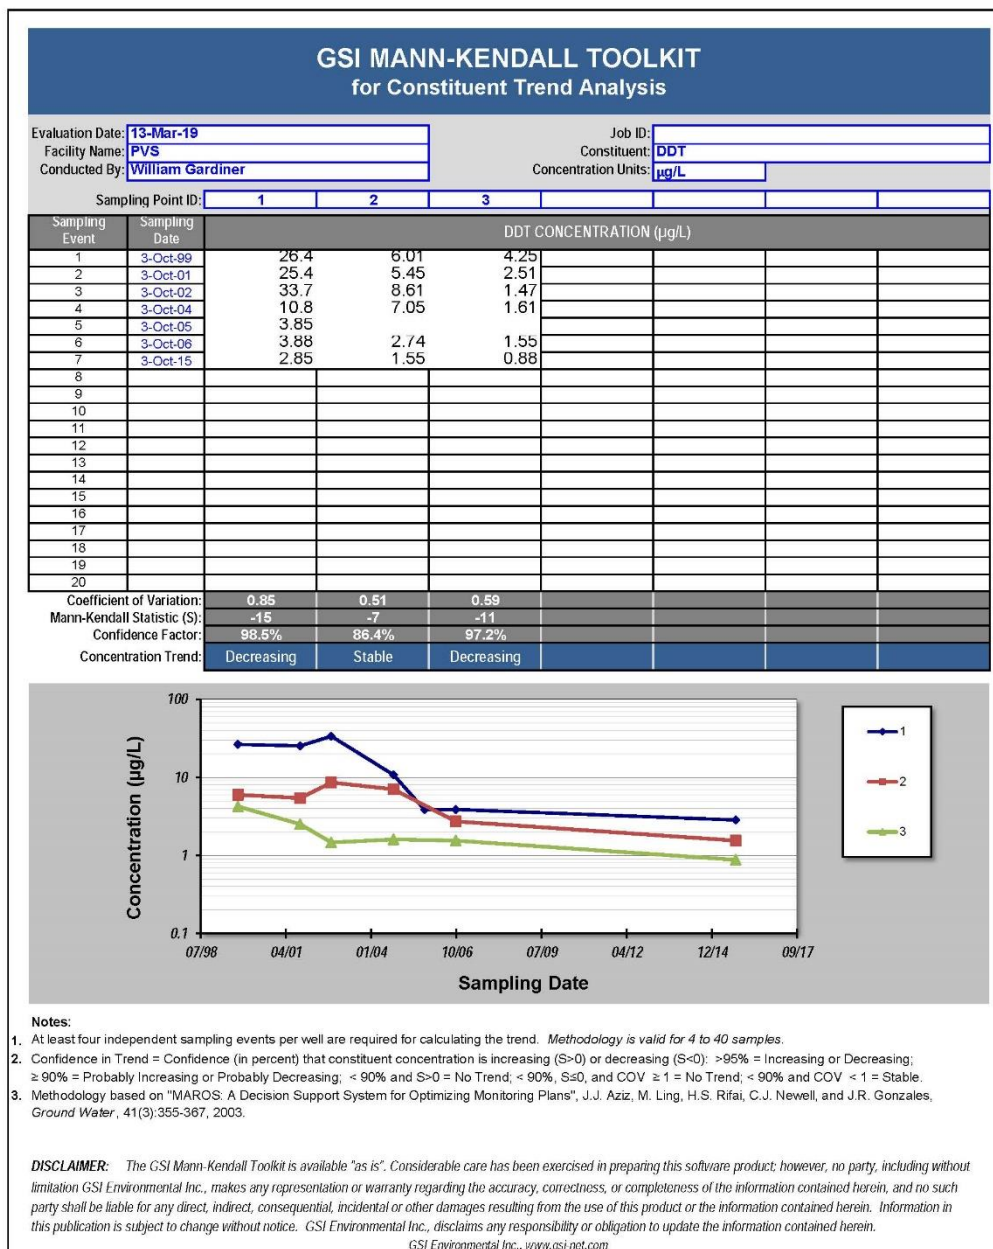 GSI MANN-KENDALL TOOLKIT
for Constituent Trend Analysis
Evaluation Date: 13-Mar-19 Job ID:
Facility Name: PVS Constituent: DDT
Conducted By: William Gardiner Concentration Units: µg/L
Sampling Point ID: 1 2 3
Sampling Event Sampling Date DDT CONCENTRATION (µg/L)
1 3-Oct-99 26.4 6.01 4.25
2 3-Oct-01 25.4 5.45 2.51
3 3-Oct-02 33.7 8.61 1.47
4 3-Oct-04 10.8 7.05 1.61
5 3-Oct-05 3.85
6 3-Oct-06 3.88 2.74 1.55
7 3-Oct-15 2.85 1.55 0.88
8
9
10
11
12
13
14
15
16
17
18
19
20
Coefficient of Variation: 0.85 0.51 0.59
Mann-Kendall Statistic (S): -15 -7 -11
Confidence Factor: 98.5% 86.4% 97.2%
Concentration Trend: Decreasing Stable Decreasing
Concentration (µg/L)
100
10
1
0.1
07/98 04/01 01/04 10/06 07/09 04/12 12/14 09/17
Sampling Date
1
2
3
Notes:
1. At least four independent sampling events per well are required for calculating the trend. Methodology is valid for 4 to 40 samples.
2. Confidence in Trend = Confidence (in percent) that constituent concentration is increasing (S>0) or decreasing (S<0): >95% = Increasing or Decreasing;
≥ 90% = Probably Increasing or Probably Decreasing; < 90% and S>0 = No Trend; < 90%, S≤0, and COV ≥ 1 = No Trend; < 90% and COV < 1 = Stable.
3. Methodology based on "MAROS: A Decision Support System for Optimizing Monitoring Plans", J.J. Aziz, M. Ling, H.S. Rifai, C.J. Newell, and J.R. Gonzales,
Ground Water, 41(3):355-367, 2003.
DISCLAIMER: The GSI Mann-Kendall Toolkit is available "as is". Considerable care has been exercised in preparing this software product; however, no party, including without
limitation GSI Environmental Inc., makes any representation or warranty regarding the accuracy, correctness, or completeness of the information contained herein, and no such
party shall be liable for any direct, indirect, consequential, incidental or other damages resulting from the use of this product or the information contained herein. Information in
this publication is subject to change without notice. GSI Environmental Inc., disclaims any responsibility or obligation to update the information contained herein.
GSI Environmental Inc., www.gsi-net.com